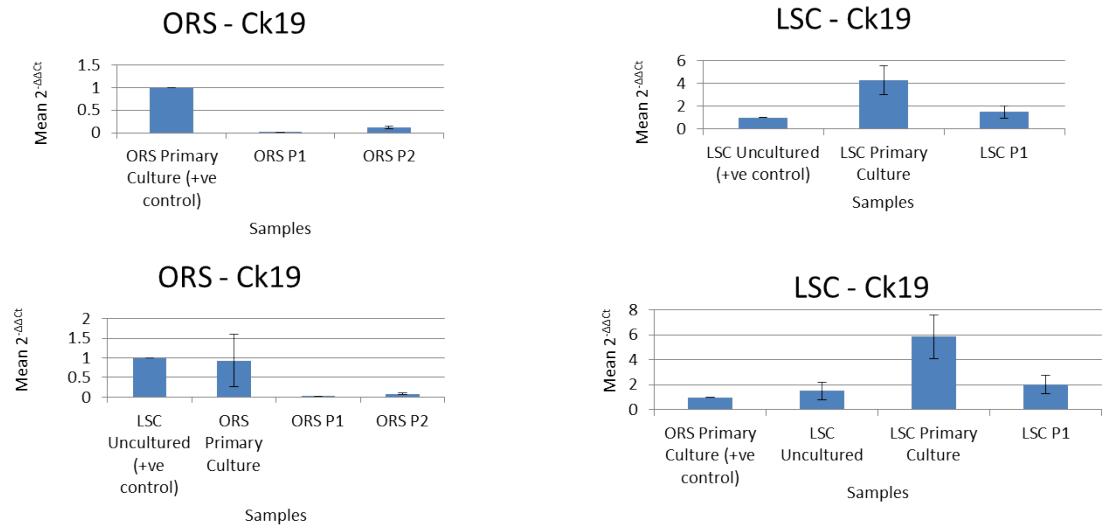 ORS - Ck19
Mean 2^-ΔΔCt
1.5
1
0.5
0
ORS Primary
Culture (+ve
control)
ORS P1
ORS P2
Samples
LSC - Ck19
Mean 2^-ΔΔCt
6
4
2
0
LSC Uncultured
(+ve control)
LSC Primary
Culture
LSC P1
Samples
ORS - Ck19
Mean 2^-ΔΔCt
2
1.5
1
0.5
0
LSC
Uncultured
(+ve
control)
ORS
Primary
Culture
ORS P1
ORS P2
Samples
LSC - Ck19
Mean 2^-ΔΔCt
8
6
4
2
0
ORS Primary
Culture (+ve
control)
LSC
Uncultured
LSC Primary
Culture
LSC P1
Samples